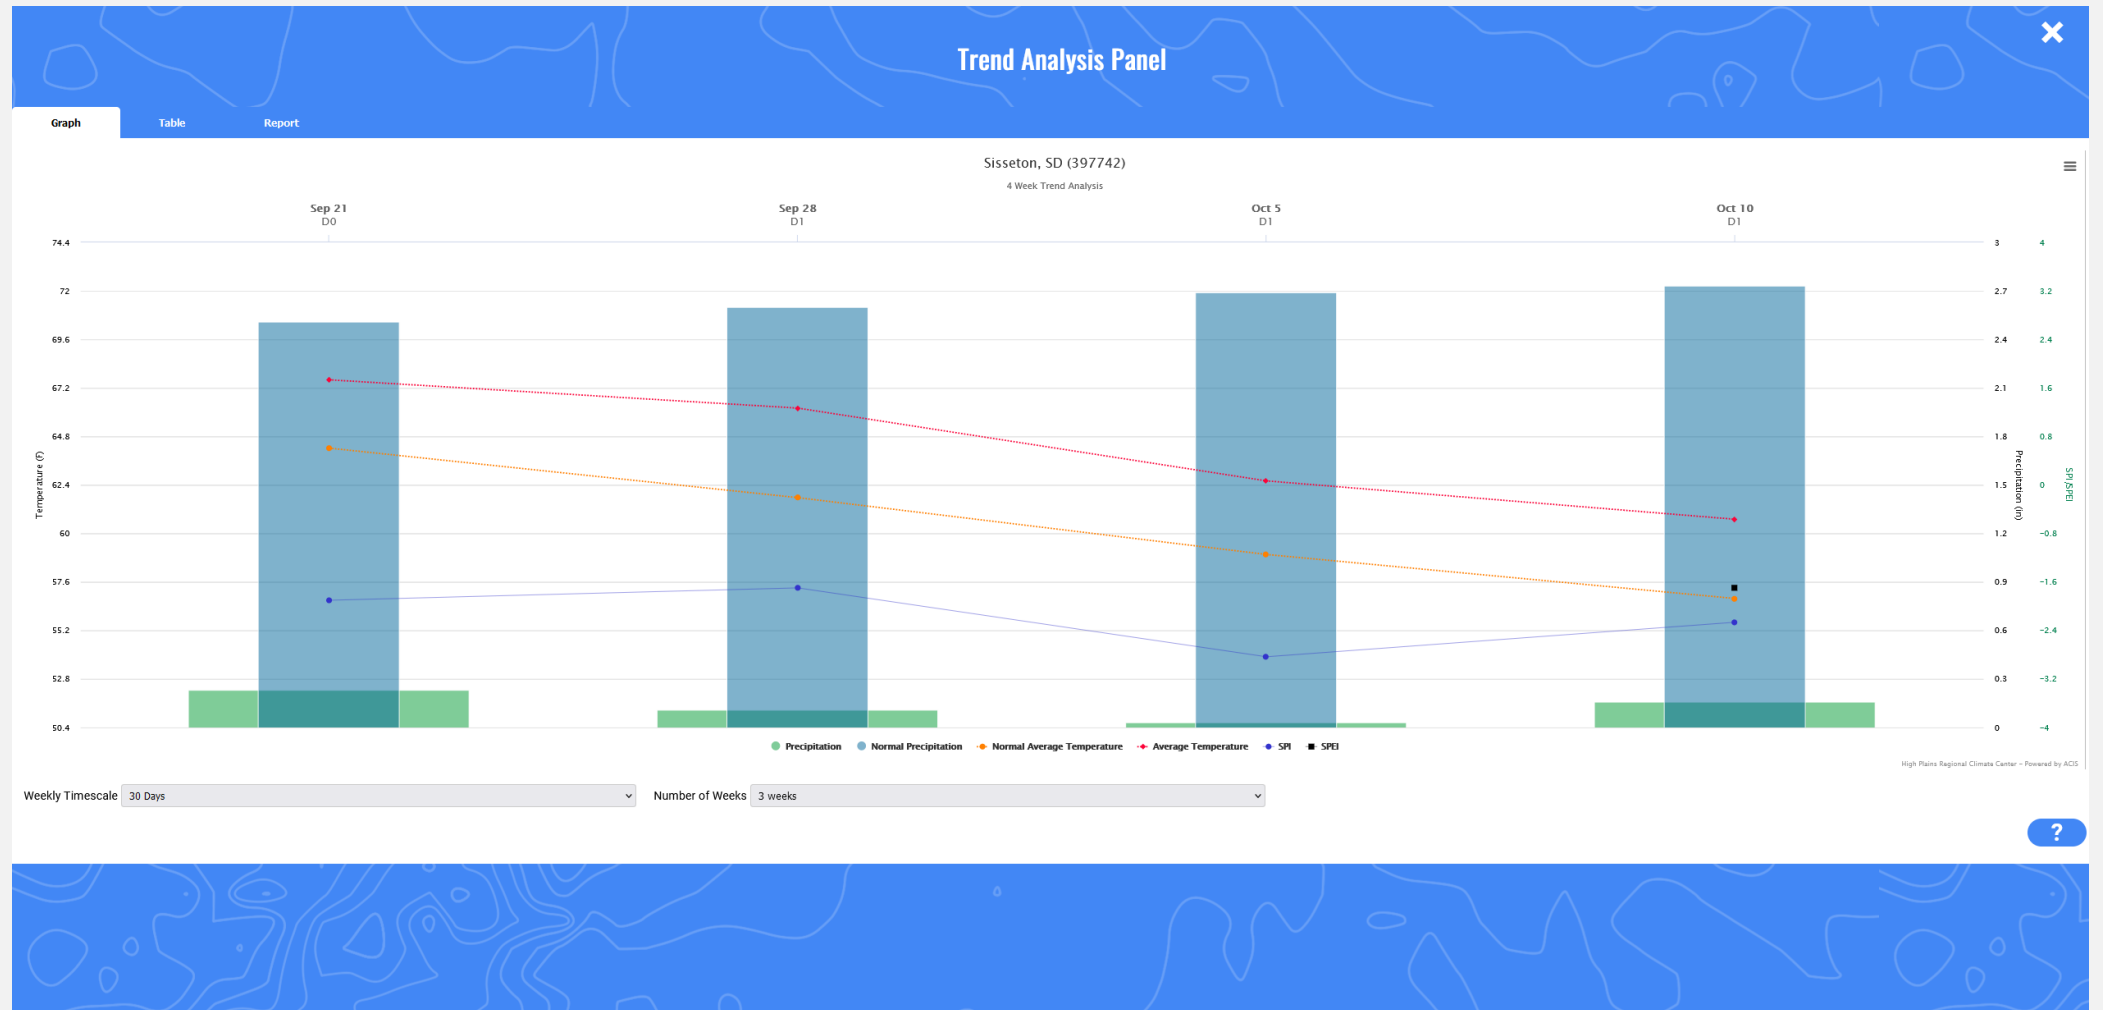 Trend Analysis Panel
Graph
Table
Report
Sisseton, SD (397742)
4 Week Trend Analysis
Sep 21
D0
Sep 28
D1
Oct 5
D1
Oct 10
D1
74.4
72
69.6
67.2
64.8
62.4
60
57.6
55.2
52.8
50.4
Temperature (F)
3
2.7
2.4
2.1
1.8
1.5
1.2
0.9
0.6
0.3
0
Precipitation (in)
4
3.2
2.4
1.6
0.8
0
-0.8
-1.6
-2.4
-3.2
-4
SPI/SPEI
Precipitation
Normal Precipitation
Normal Average Temperature
Average Temperature
SPI
SPEI
High Plains Regional Climate Center - Powered by ACIS
Weekly Timescale 30 Days
Number of Weeks 3 weeks
?